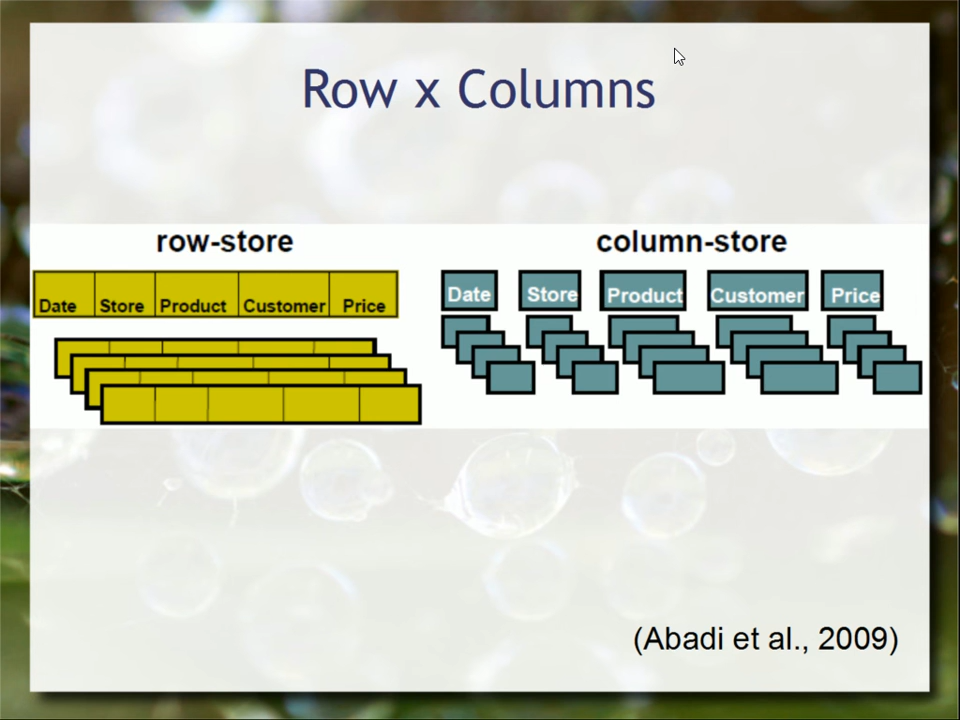 Row x Columns
row-store
column-store
Date Store Product Customer Price
Date Store Product Customer Price
(Abadi et al., 2009)